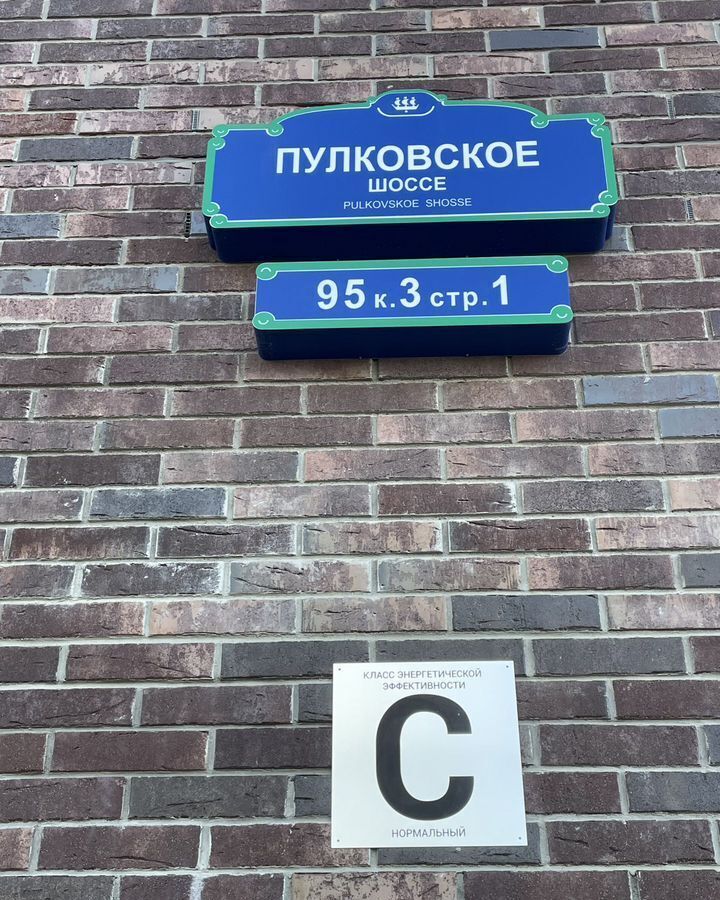 ПУЛКОВСКОЕ
ШОССЕ
PULKOVSKOE SHOSSE
95 к.3 стр.1
КЛАСС ЭНЕРГЕТИЧЕСКОЙ
ЭФФЕКТИВНОСТИ
C
НОРМАЛЬНЫЙ